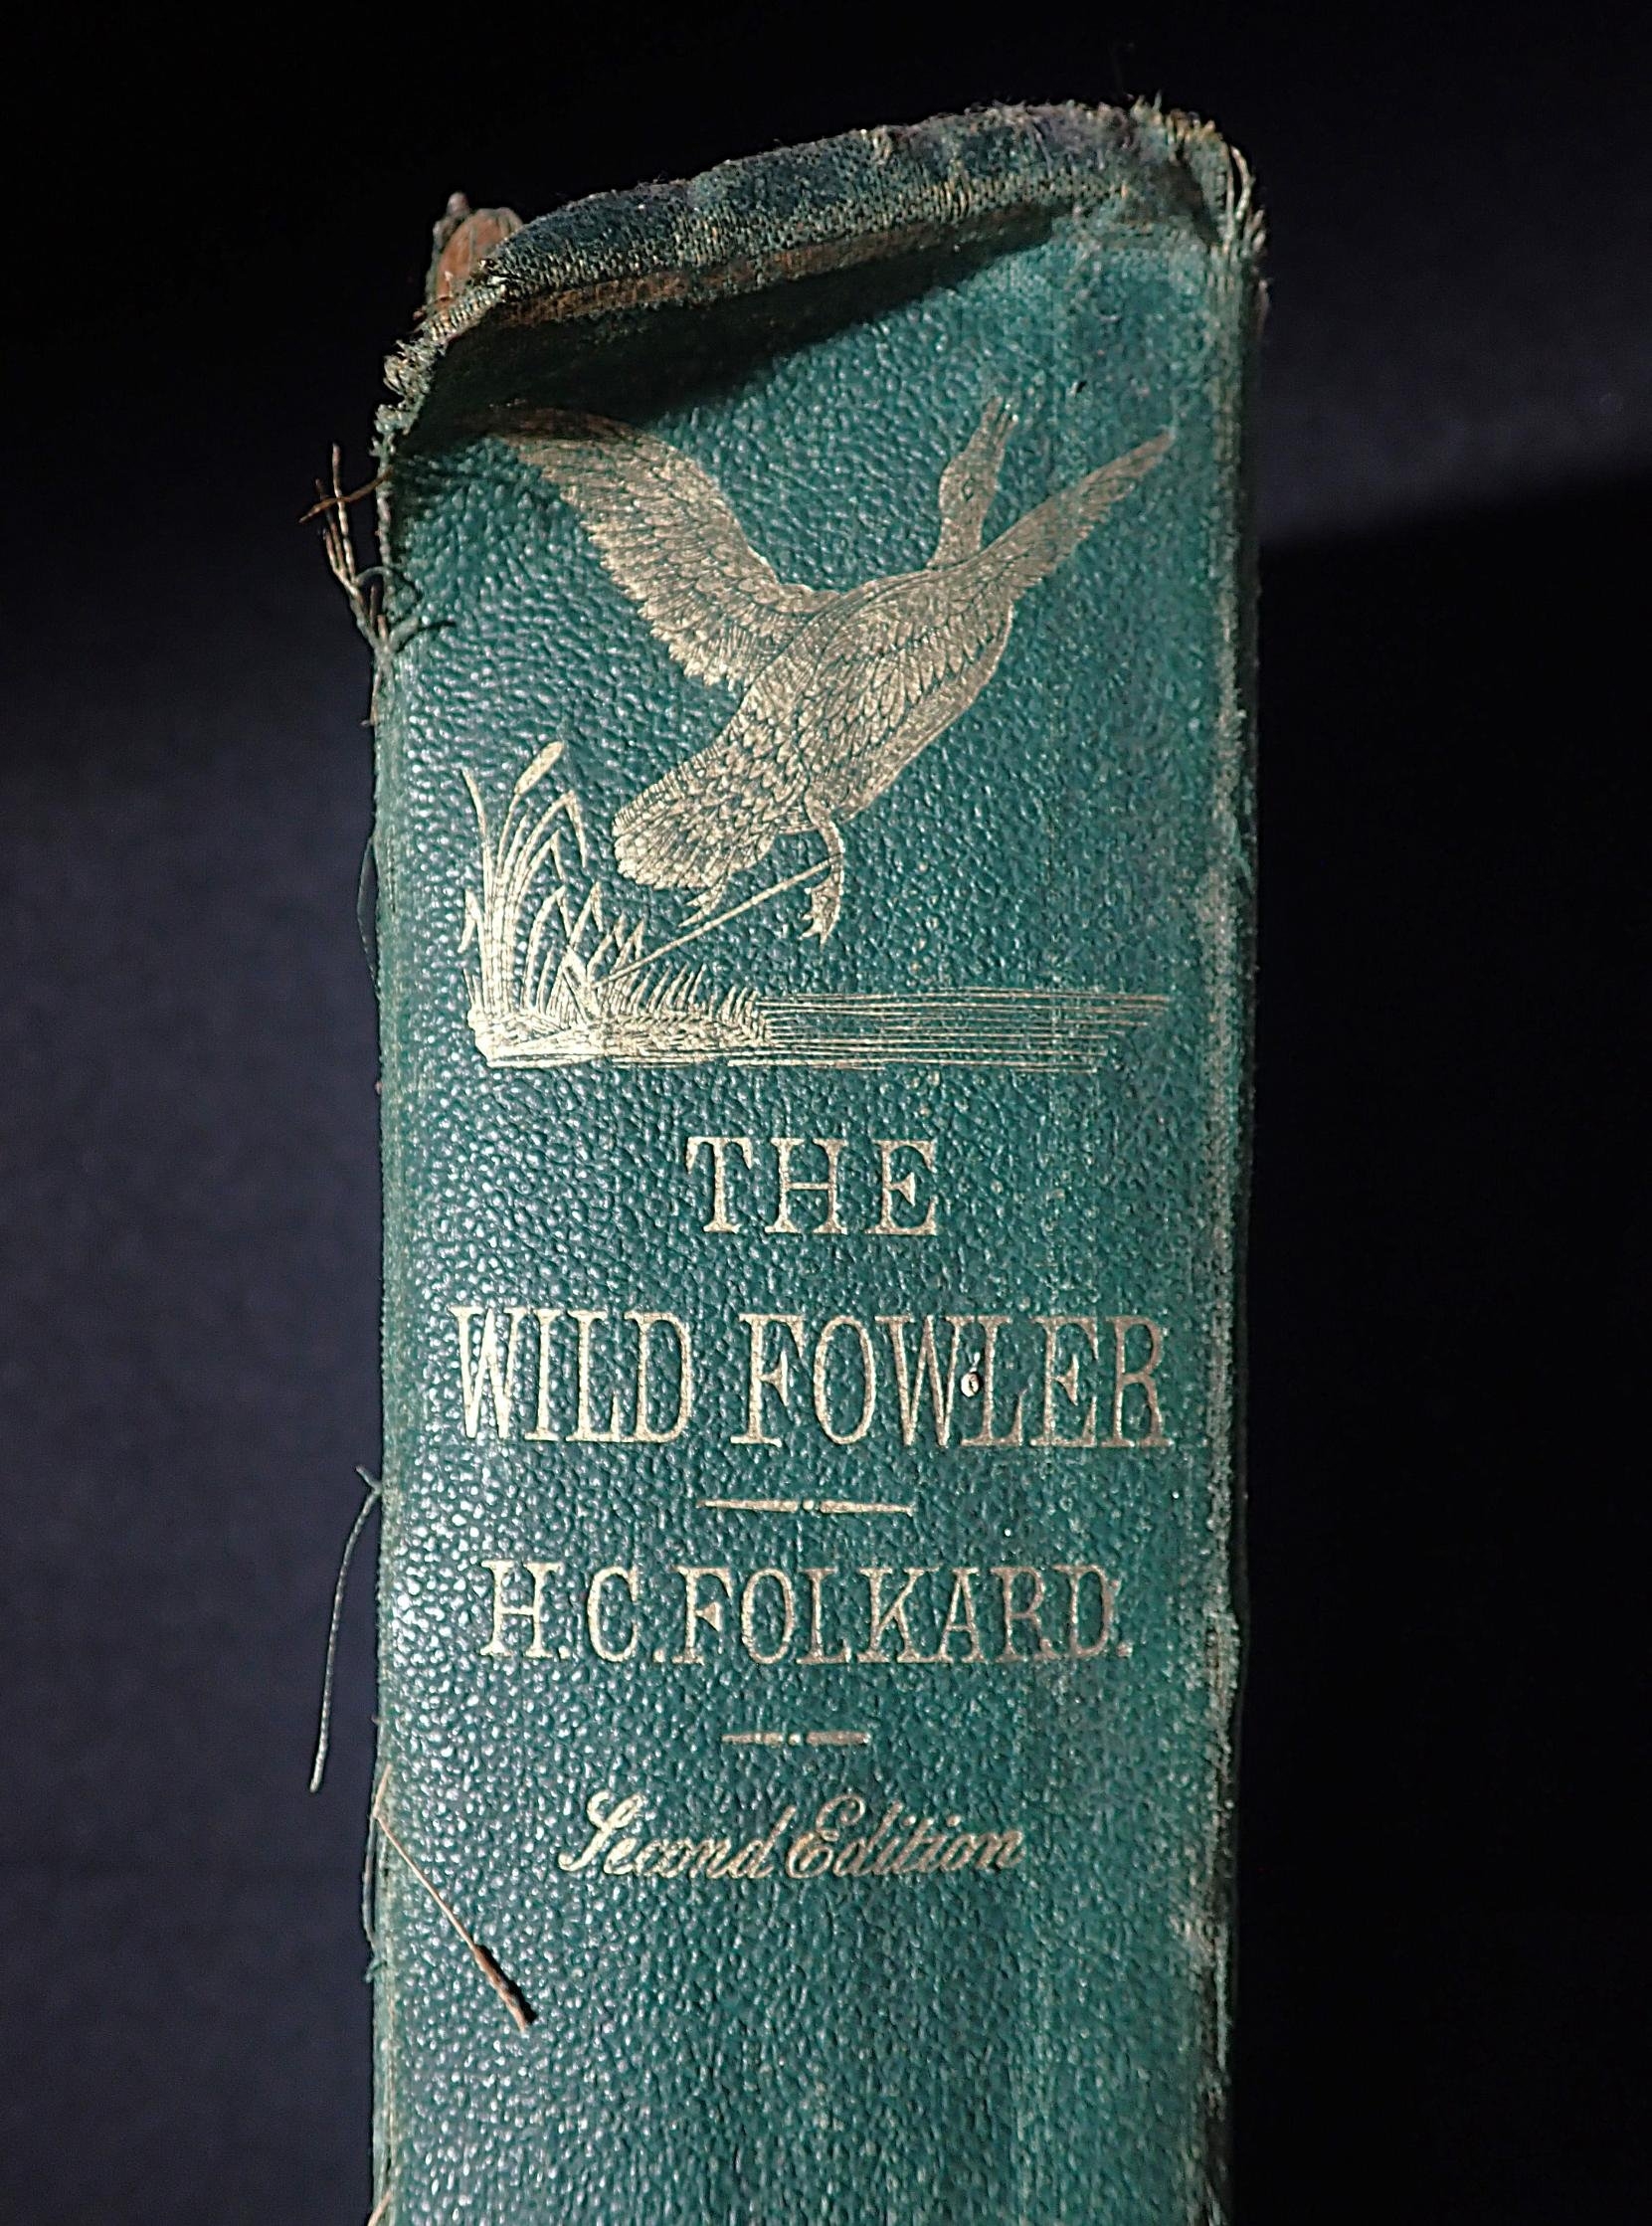 THE
WILD FOWLER
H.C.FOLKARD.
Second Edition